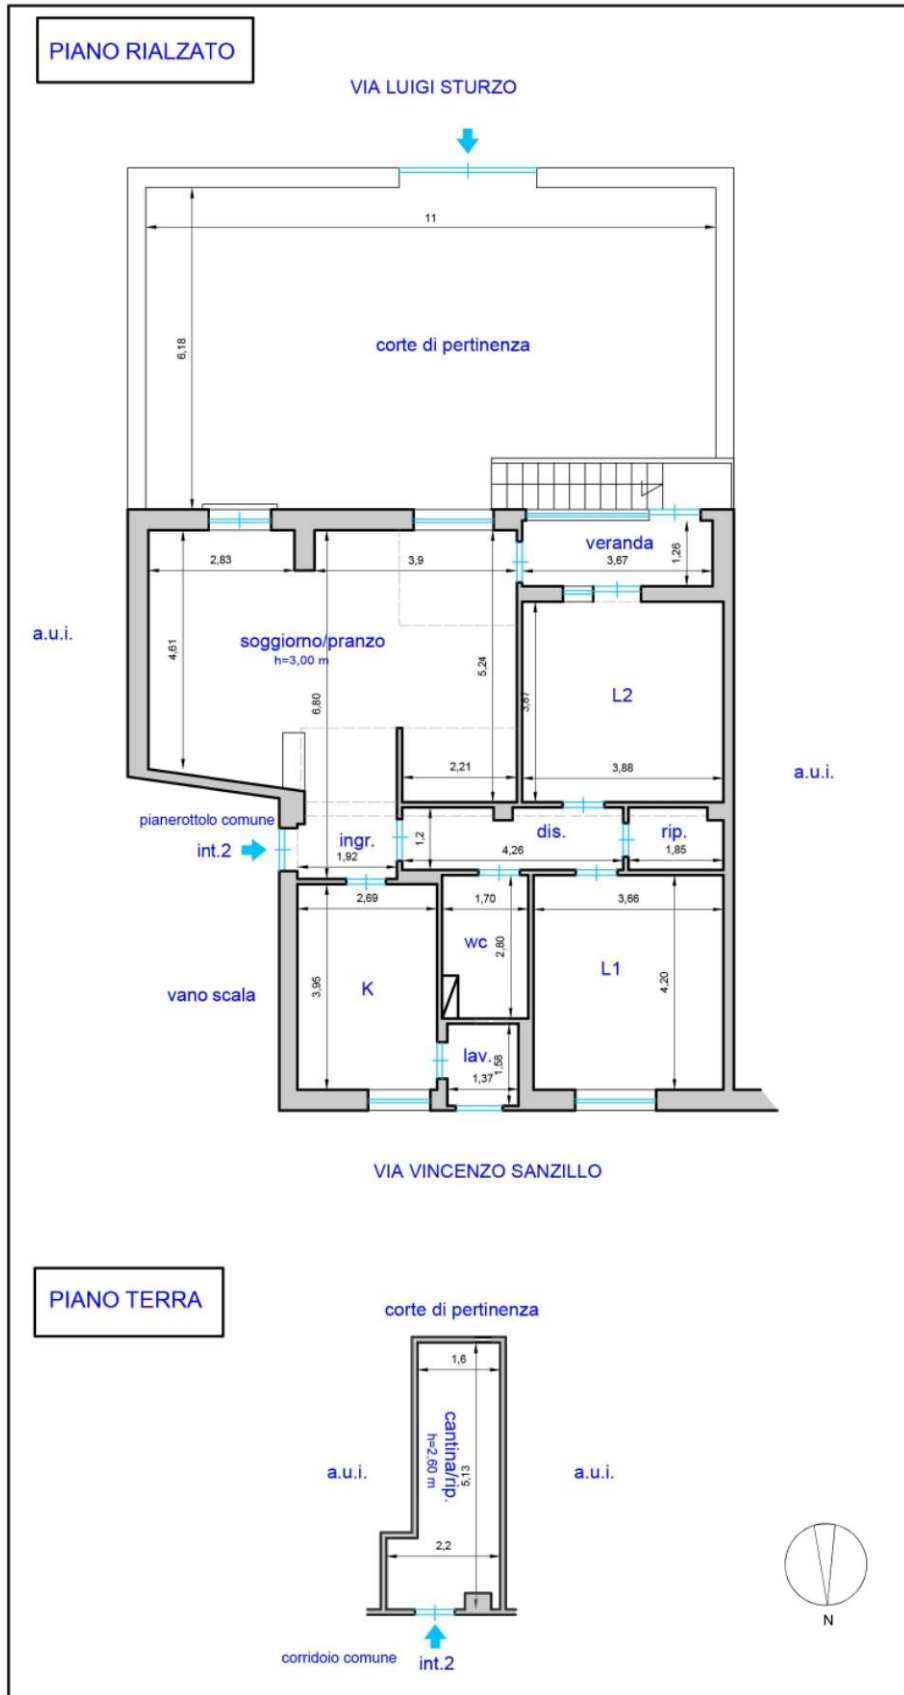 PIANO RIALZATO
VIA LUIGI STURZO
11
6,18
corte di pertinenza
veranda
3,67
1,26
2,83
3,9
a.u.i.
4,61
soggiorno/pranzo
h=3,00 m
6,80
5,24
3,87
L2
3,88
2,21
a.u.i.
pianerottolo comune
int.2
ingr.
1,92
1,2
dis.
4,26
rip.
1,85
2,69
1,70
3,66
wc
2,80
L1
4,20
vano scala
3,95
K
lav.
1,58
1,37
VIA VINCENZO SANZILLO
PIANO TERRA
corte di pertinenza
1,6
cantina/rip.
h=2,60 m
5,13
a.u.i.
a.u.i.
2,2
N
corridoio comune
int.2